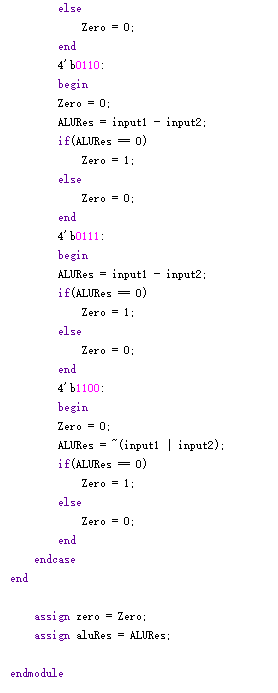 else
Zero = 0;
end
4'b0110:
begin
Zero = 0;
ALURes = input1 - input2;
if(ALURes == 0)
Zero = 1;
else
Zero = 0;
end
4'b0111:
begin
ALURes = input1 - input2;
if(ALURes == 0)
Zero = 1;
else
Zero = 0;
end
4'b1100:
begin
Zero = 0;
ALURes = ~(input1 | input2);
if(ALURes == 0)
Zero = 1;
else
Zero = 0;
end
endcase
end
assign zero = Zero;
assign aluRes = ALURes;
endmodule